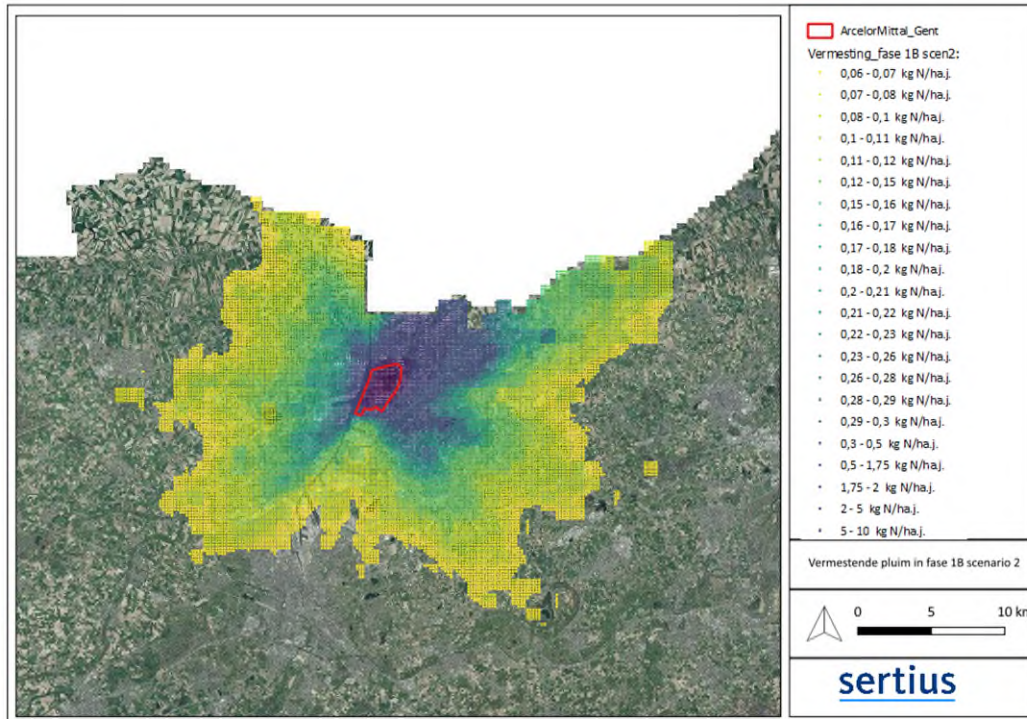 ArcelorMittal_Gent
Vermesting_fase 1B scen2:
0,06 - 0,07 kg N/ha.j.
0,07 - 0,08 kg N/ha.j.
0,08 - 0,1 kg N/ha.j.
0,1 - 0,11 kg N/ha.j.
0,11 - 0,12 kg N/ha.j.
0,12 - 0,15 kg N/ha.j.
0,15 - 0,16 kg N/ha.j.
0,16 - 0,17 kg N/ha.j.
0,17 - 0,18 kg N/ha.j.
0,18 - 0,2 kg N/ha.j.
0,2 - 0,21 kg N/ha.j.
0,21 - 0,22 kg N/ha.j.
0,22 - 0,23 kg N/ha.j.
0,23 - 0,26 kg N/ha.j.
0,26 - 0,28 kg N/ha.j.
0,28 - 0,29 kg N/ha.j.
0,29 - 0,3 kg N/ha.j.
0,3 - 0,5 kg N/ha.j.
0,5 - 1,75 kg N/ha.j.
1,75 - 2 kg N/ha.j.
2 - 5 kg N/ha.j.
5 - 10 kg N/ha.j.
Vermestende pluim in fase 1B scenario 2
0 5 10 km
sertius